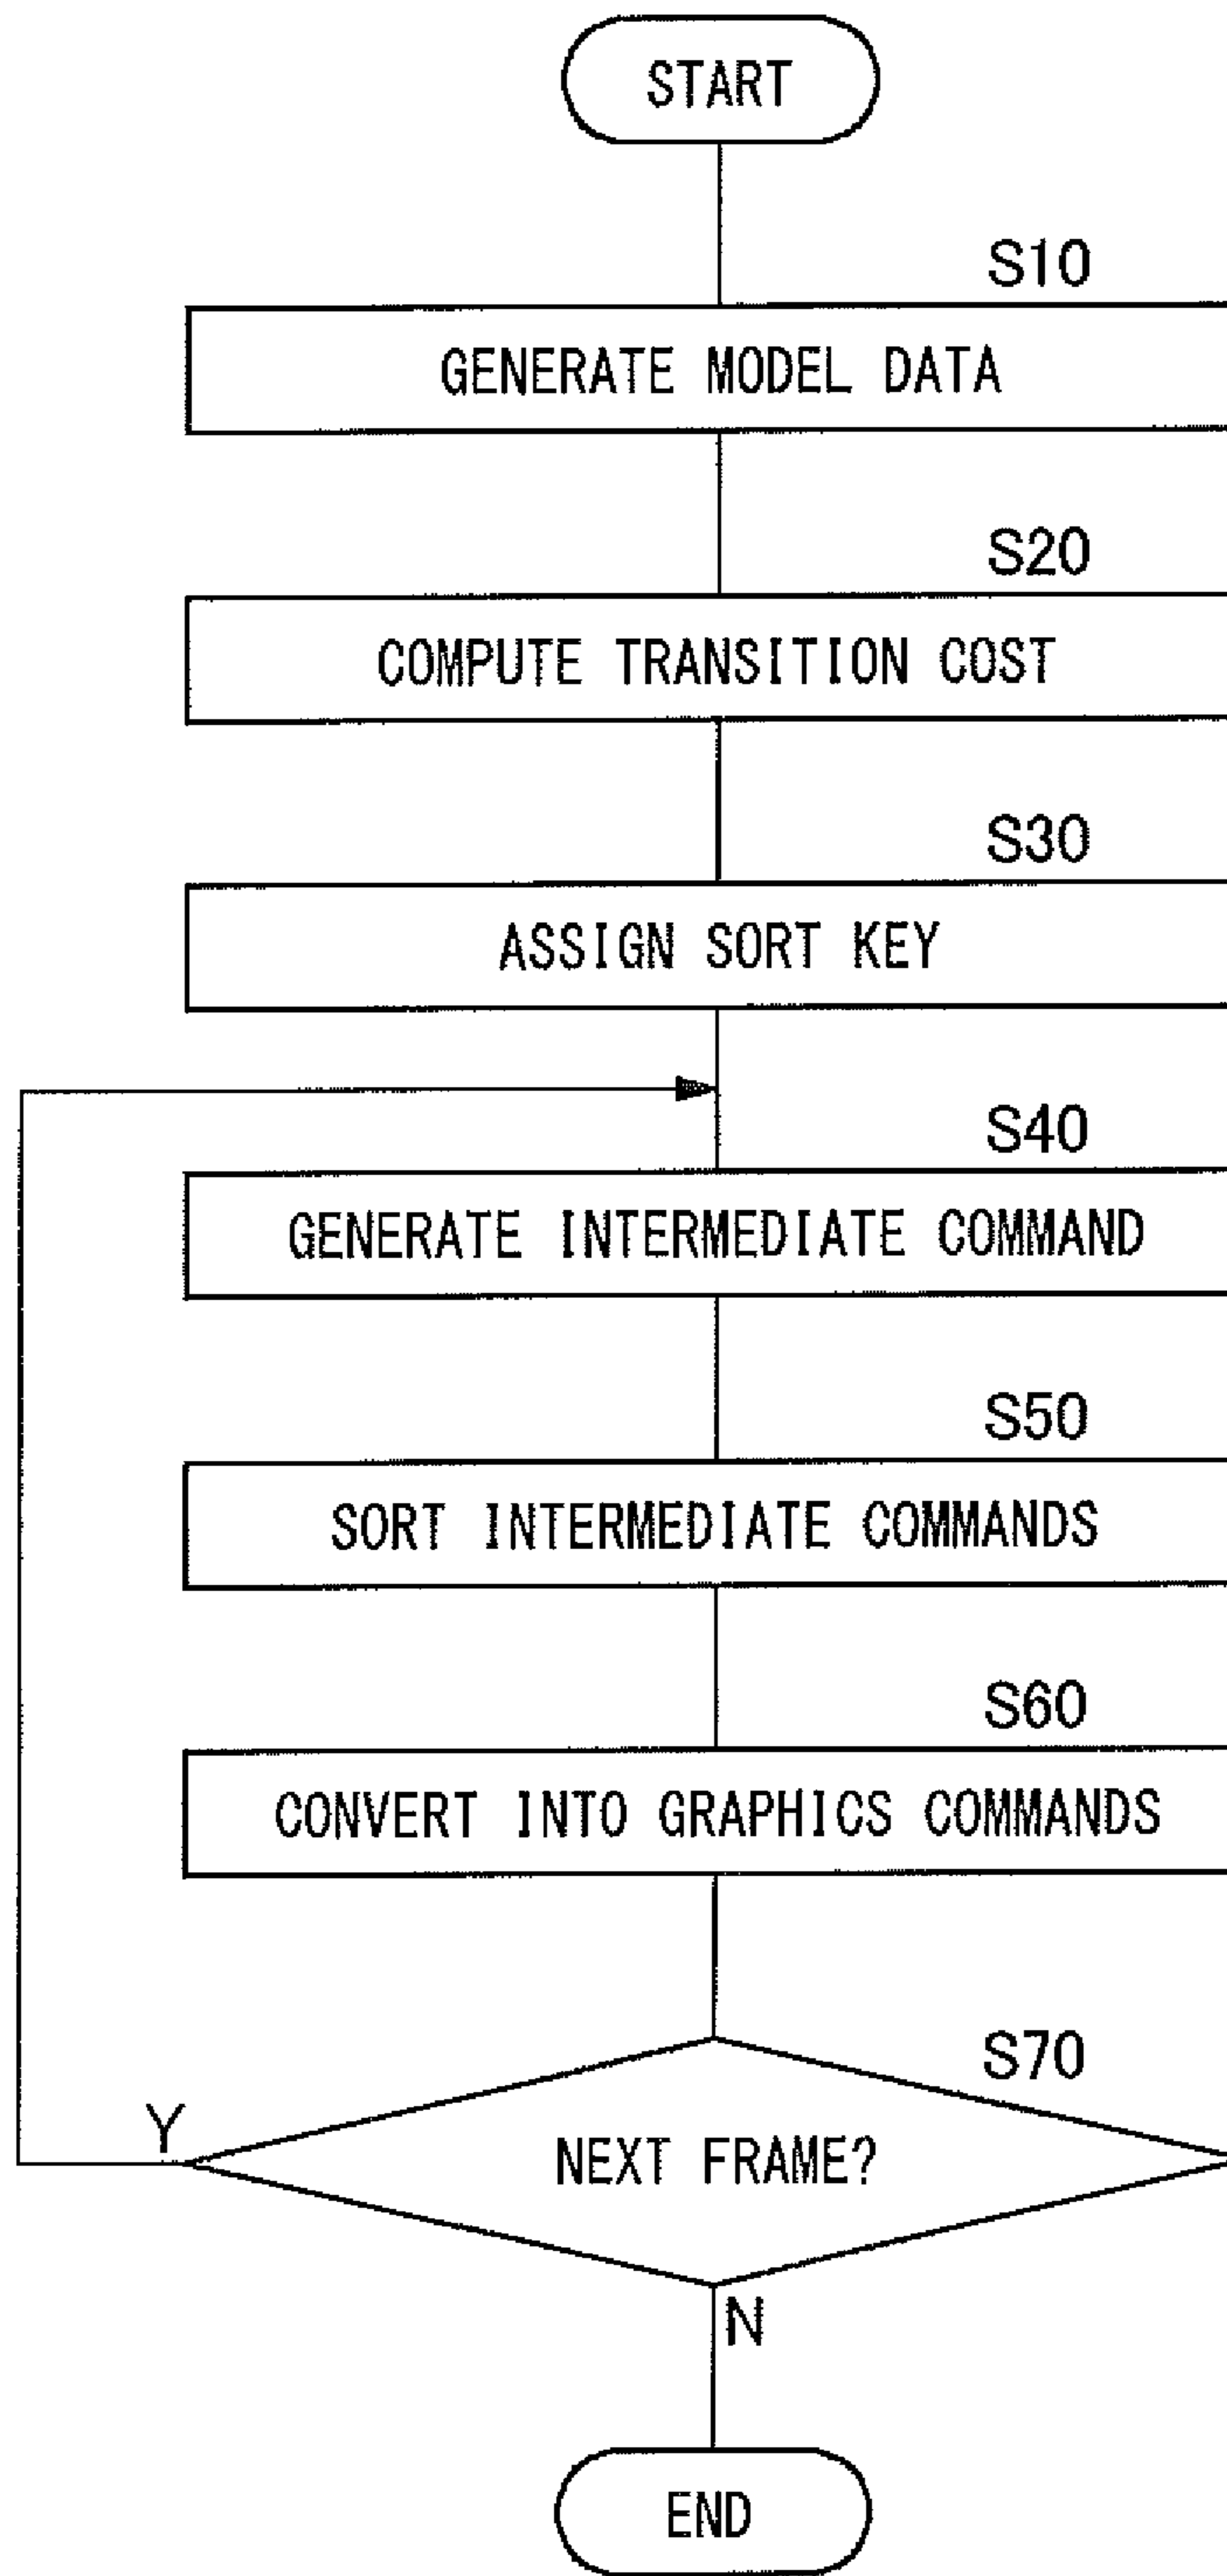 START
S10
GENERATE MODEL DATA
S20
COMPUTE TRANSITION COST
S30
ASSIGN SORT KEY
S40
GENERATE INTERMEDIATE COMMAND
S50
SORT INTERMEDIATE COMMANDS
S60
CONVERT INTO GRAPHICS COMMANDS
S70
Y
NEXT FRAME?
N
END